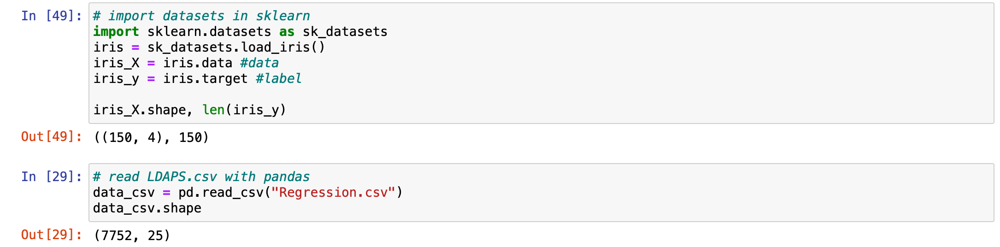 In [49]: # import datasets in sklearn
import sklearn.datasets as sk_datasets
iris = sk_datasets.load_iris()
iris_X = iris.data #data
iris_y = iris.target #label
iris_X.shape, len(iris_y)
Out[49]: ((150, 4), 150)
In [29]: # read LDAPS.csv with pandas
data_csv = pd.read_csv("Regression.csv")
data_csv.shape
Out[29]: (7752, 25)